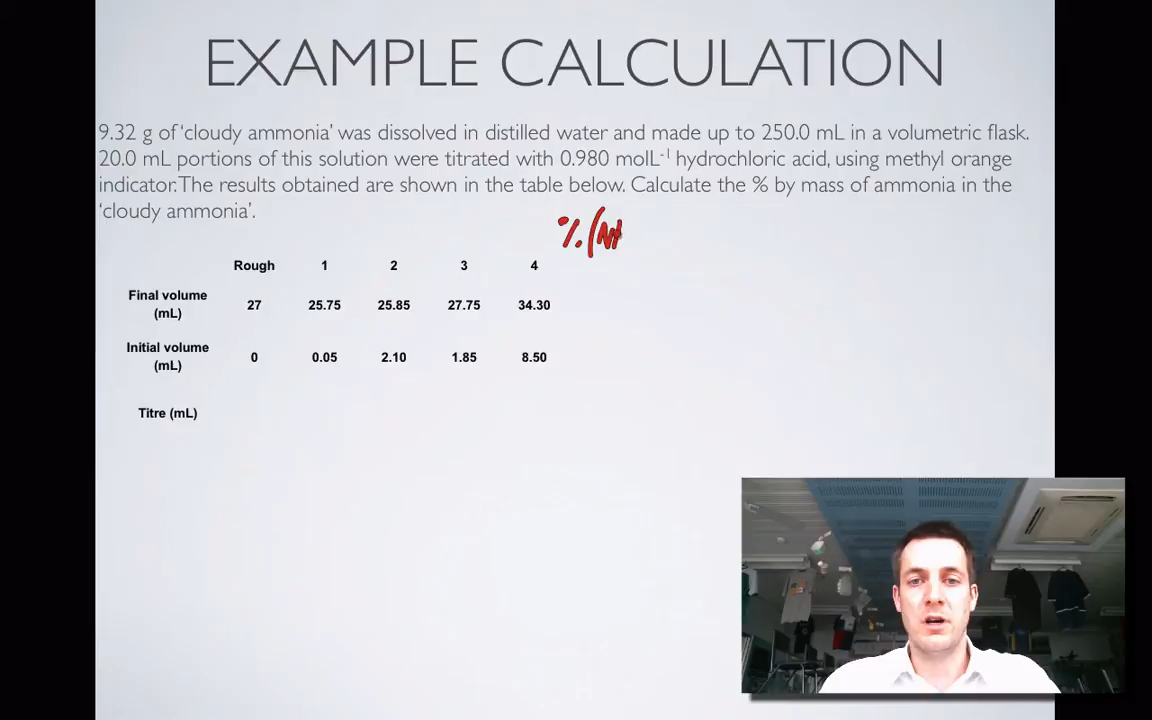 EXAMPLE CALCULATION
9.32 g of 'cloudy ammonia' was dissolved in distilled water and made up to 250.0 mL in a volumetric flask.
20.0 mL portions of this solution were titrated with 0.980 molL⁻¹ hydrochloric acid, using methyl orange
indicator. The results obtained are shown in the table below. Calculate the % by mass of ammonia in the
'cloudy ammonia'.
%(NH
Rough 1 2 3 4
Final volume
(mL) 27 25.75 25.85 27.75 34.30
Initial volume
(mL) 0 0.05 2.10 1.85 8.50
Titre (mL)